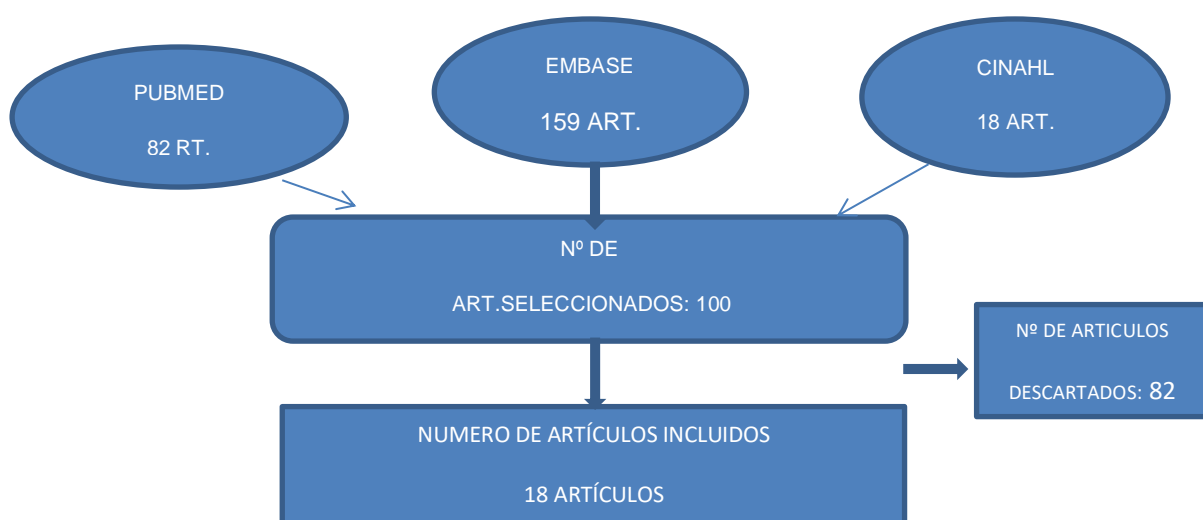 PUBMED
82 RT.
EMBASE
159 ART.
CINAHL
18 ART.
Nº DE
ART.SELECCIONADOS: 100
Nº DE ARTICULOS
DESCARTADOS: 82
NUMERO DE ARTÍCULOS INCLUIDOS
18 ARTÍCULOS